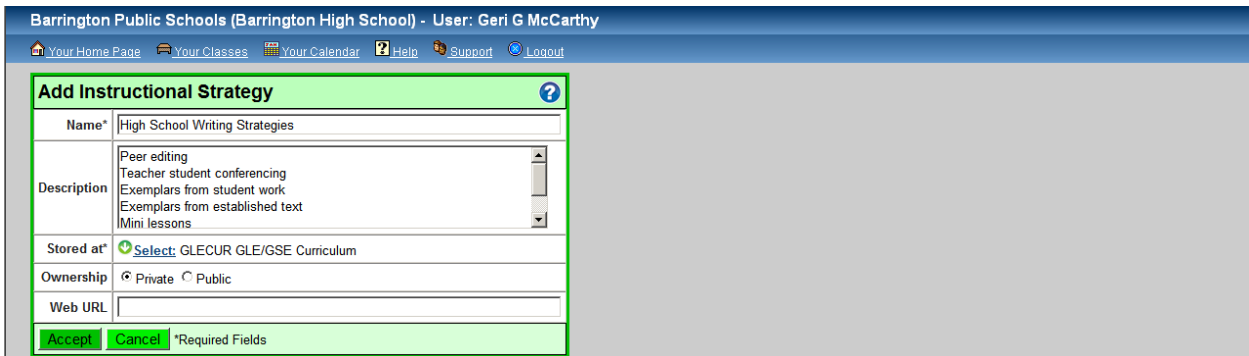 Barrington Public Schools (Barrington High School) - User: Geri G McCarthy
Your Home Page Your Classes Your Calendar ? Help Support Logout
Add Instructional Strategy ?
Name* High School Writing Strategies
Description Peer editing
Teacher student conferencing
Exemplars from student work
Exemplars from established text
Mini lessons
Stored at* Select: GLECUR GLE/GSE Curriculum
Ownership Private Public
Web URL
Accept Cancel *Required Fields